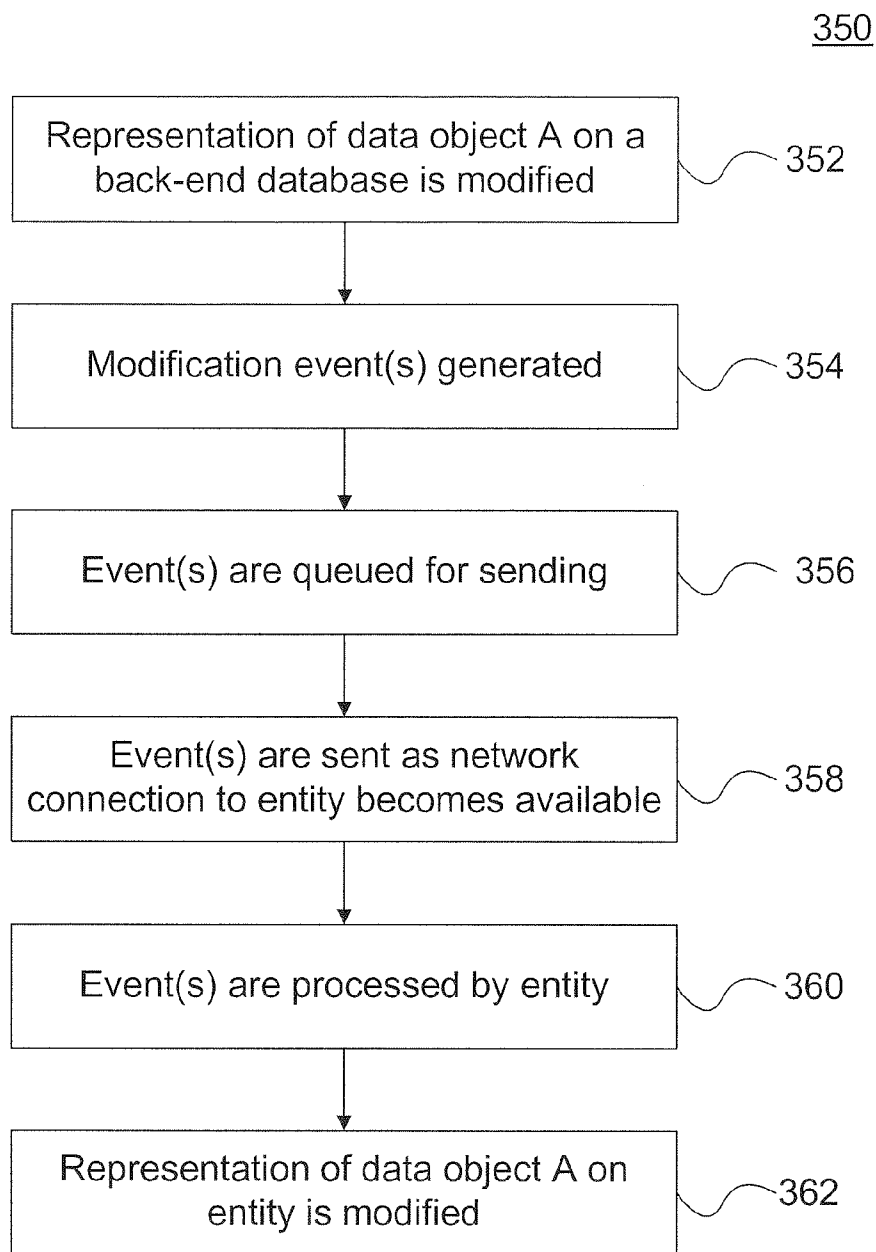 350
Representation of data object A on a
back-end database is modified
352
Modification event(s) generated
354
Event(s) are queued for sending
356
Event(s) are sent as network
connection to entity becomes available
358
Event(s) are processed by entity
360
Representation of data object A on
entity is modified
362